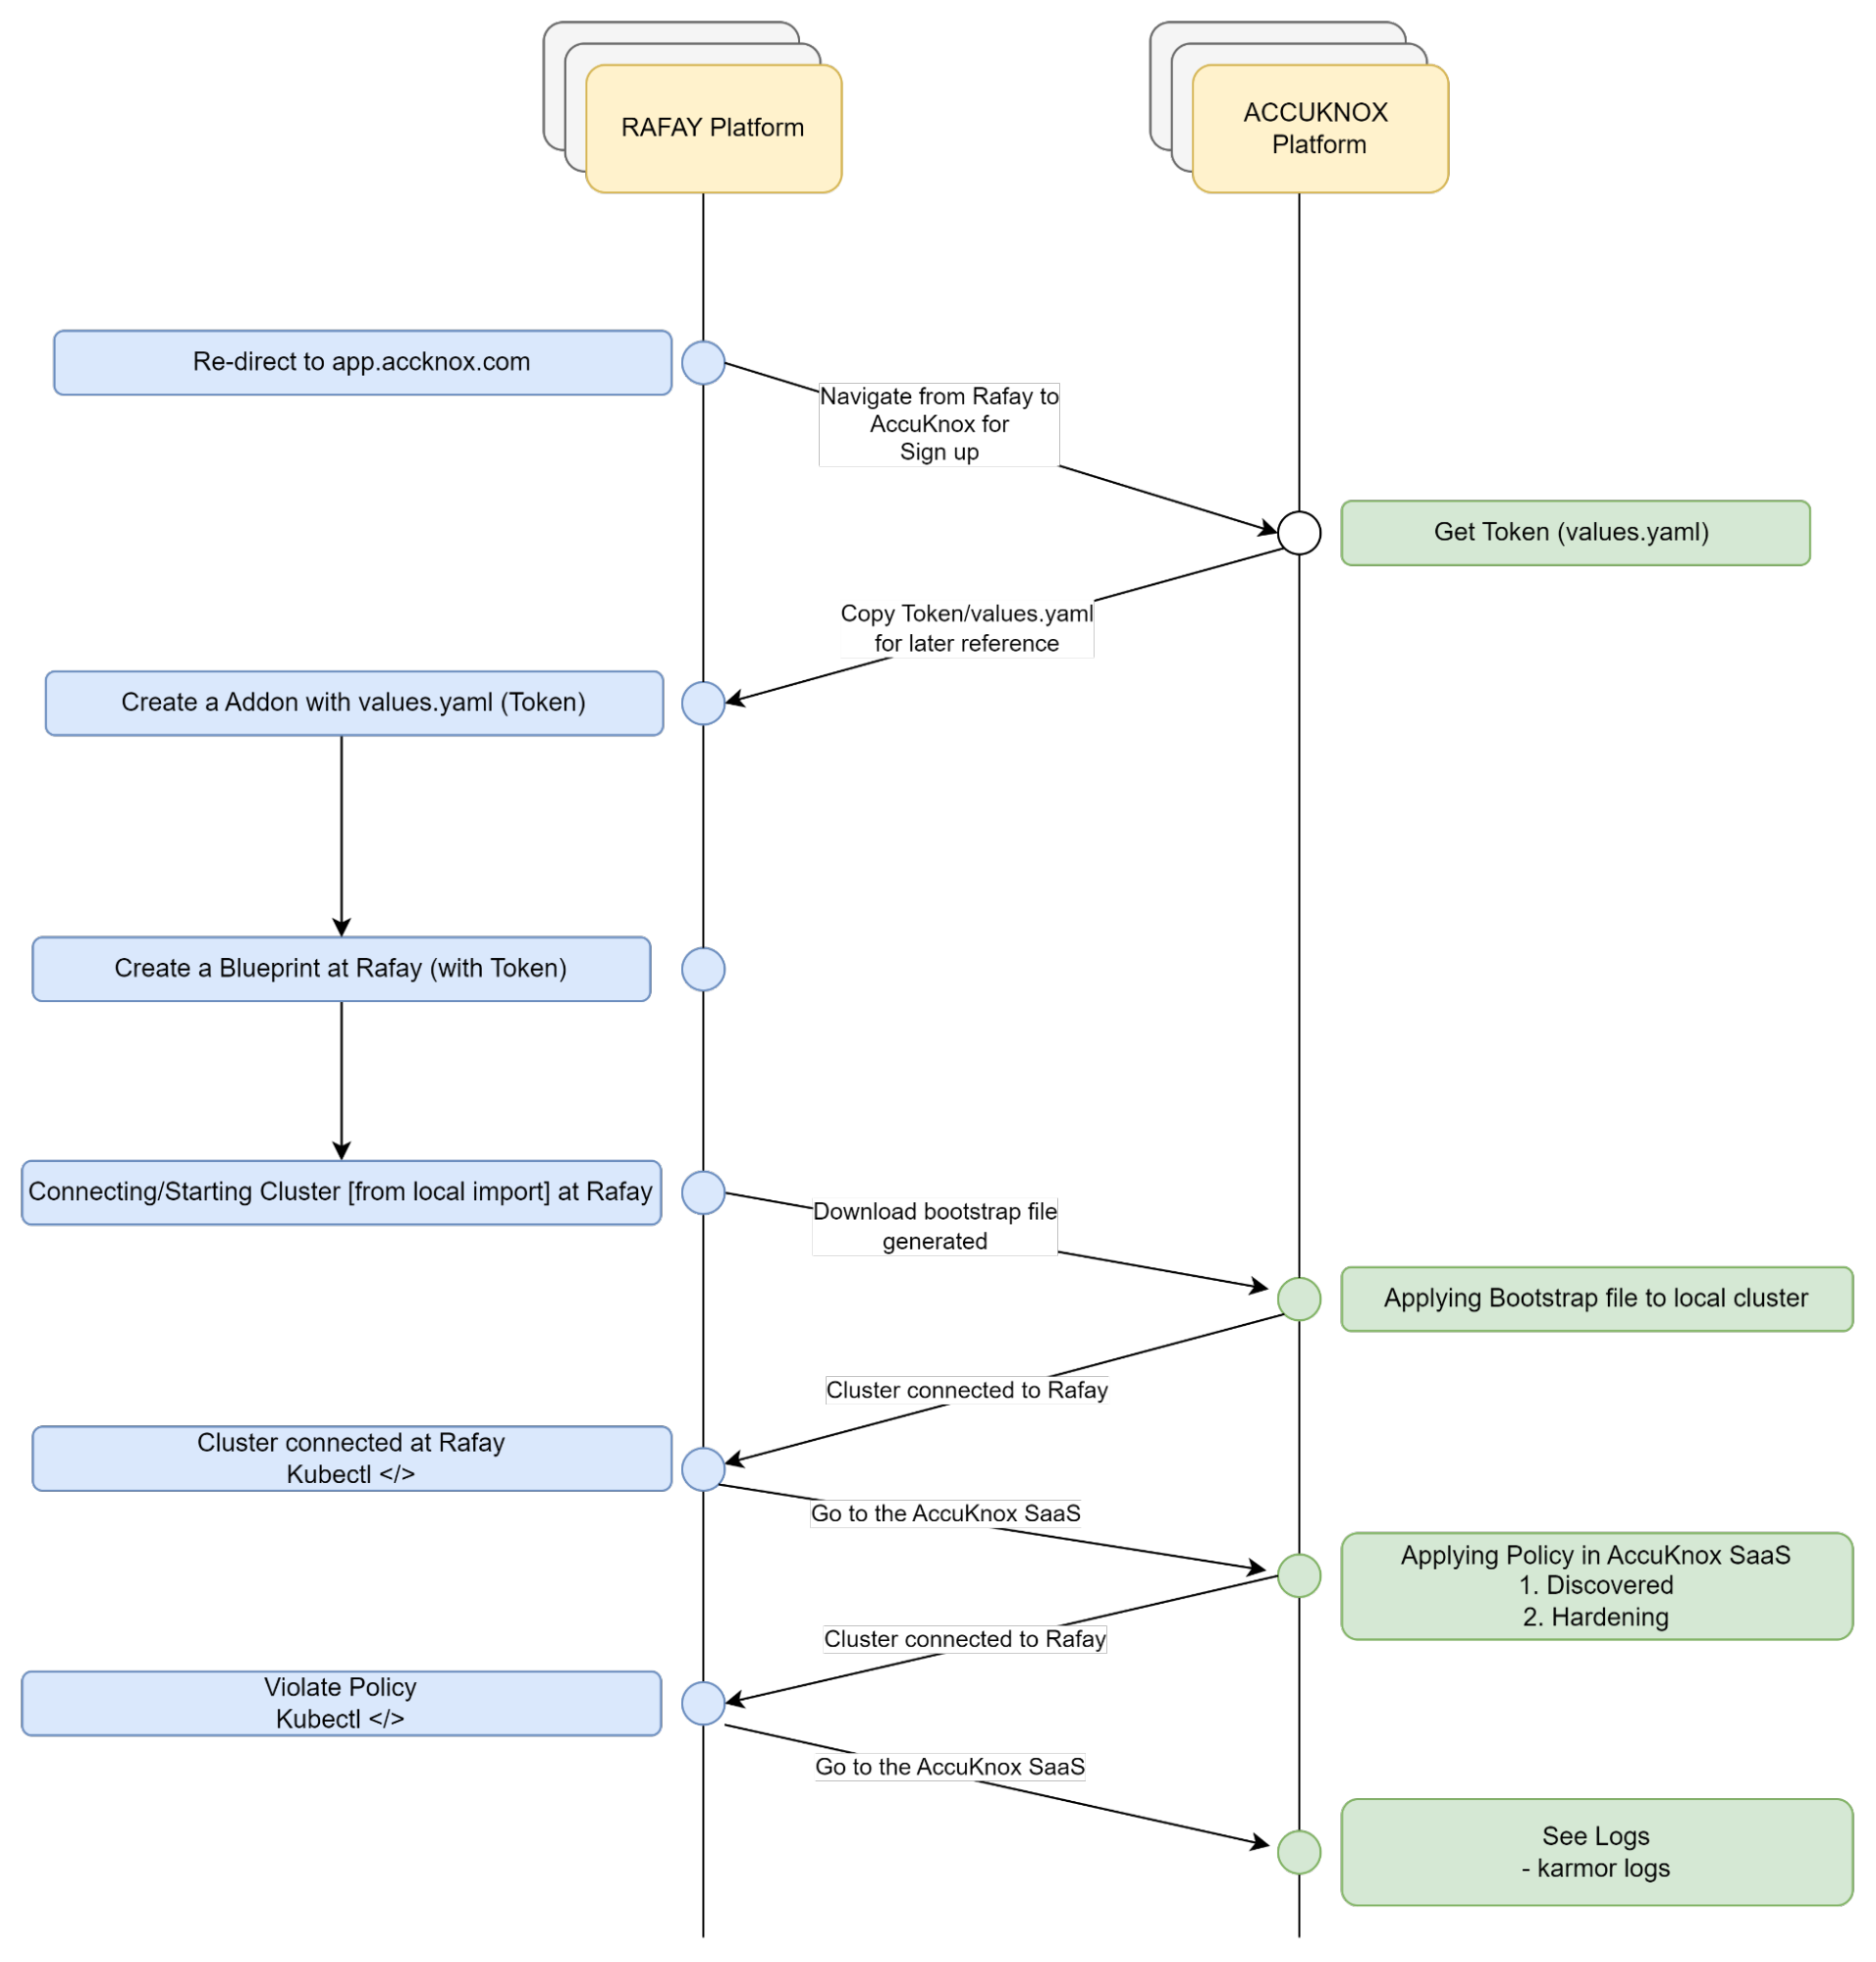 RAFAY Platform
ACCUKNOX
Platform
Re-direct to app.accknox.com
Navigate from Rafay to
AccuKnox for
Sign up
Get Token (values.yaml)
Copy Token/values.yaml
for later reference
Create a Addon with values.yaml (Token)
Create a Blueprint at Rafay (with Token)
Connecting/Starting Cluster [from local import] at Rafay
Download bootstrap file
generated
Applying Bootstrap file to local cluster
Cluster connected to Rafay
Cluster connected at Rafay
Kubectl </>
Go to the AccuKnox SaaS
Applying Policy in AccuKnox SaaS
1. Discovered
2. Hardening
Cluster connected to Rafay
Violate Policy
Kubectl </>
Go to the AccuKnox SaaS
See Logs
- karmor logs